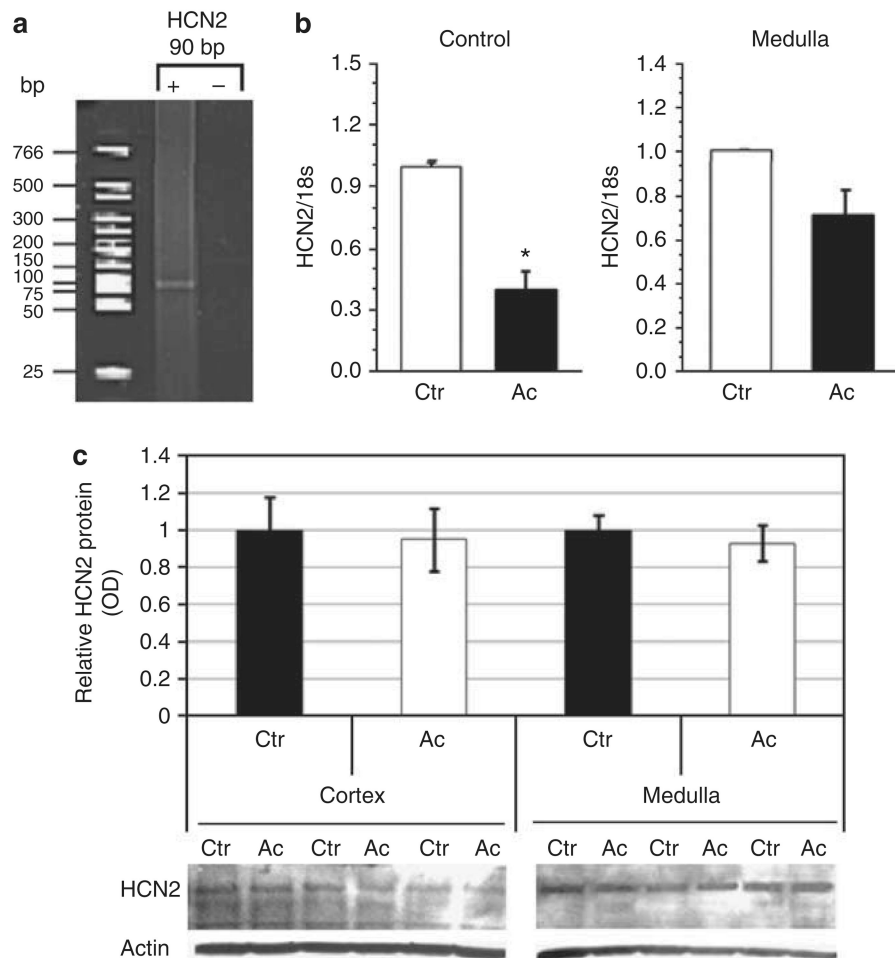 a
HCN2
90 bp
bp
+ −
766
500
300
200
150
100
75
50
25
b
Control
HCN2/18s
1.5
1.2
0.9
0.6
0.3
0.0
*
Ctr Ac
Medulla
HCN2/18s
1.4
1.2
1.0
0.8
0.6
0.4
0.2
0.0
Ctr Ac
c
Relative HCN2 protein
(OD)
1.4
1.2
1
0.8
0.6
0.4
0.2
0
Ctr Ac Ctr Ac
Cortex Medulla
Ctr Ac Ctr Ac Ctr Ac Ctr Ac Ctr Ac Ctr Ac
HCN2
Actin